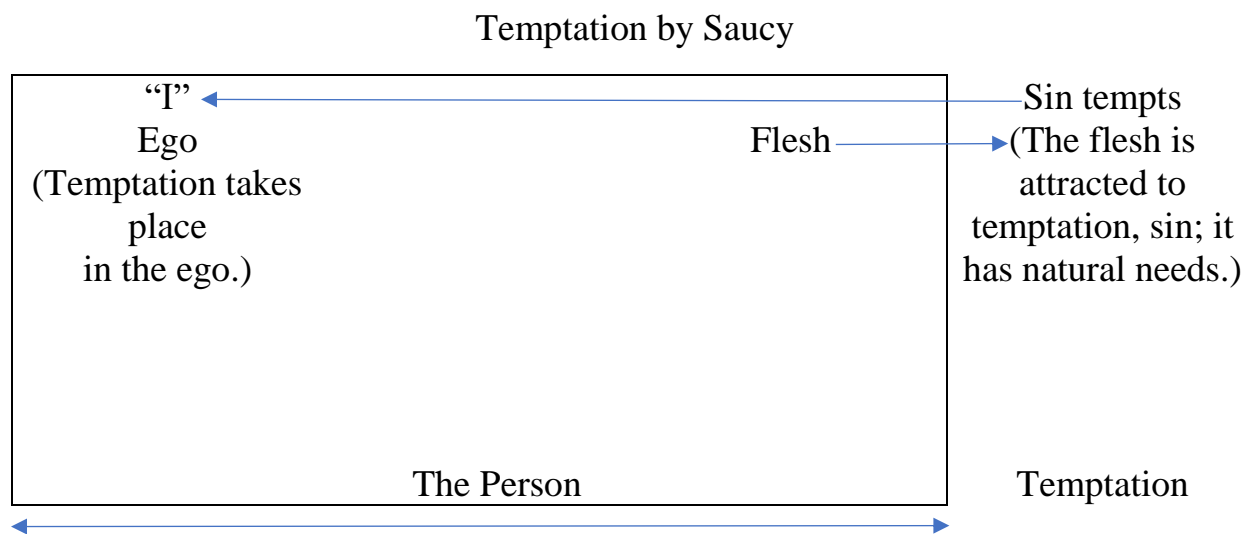 Temptation by Saucy
“I”
Sin tempts
Ego
Flesh
(The flesh is
(Temptation takes
attracted to
place
temptation, sin; it
in the ego.)
has natural needs.)
The Person
Temptation